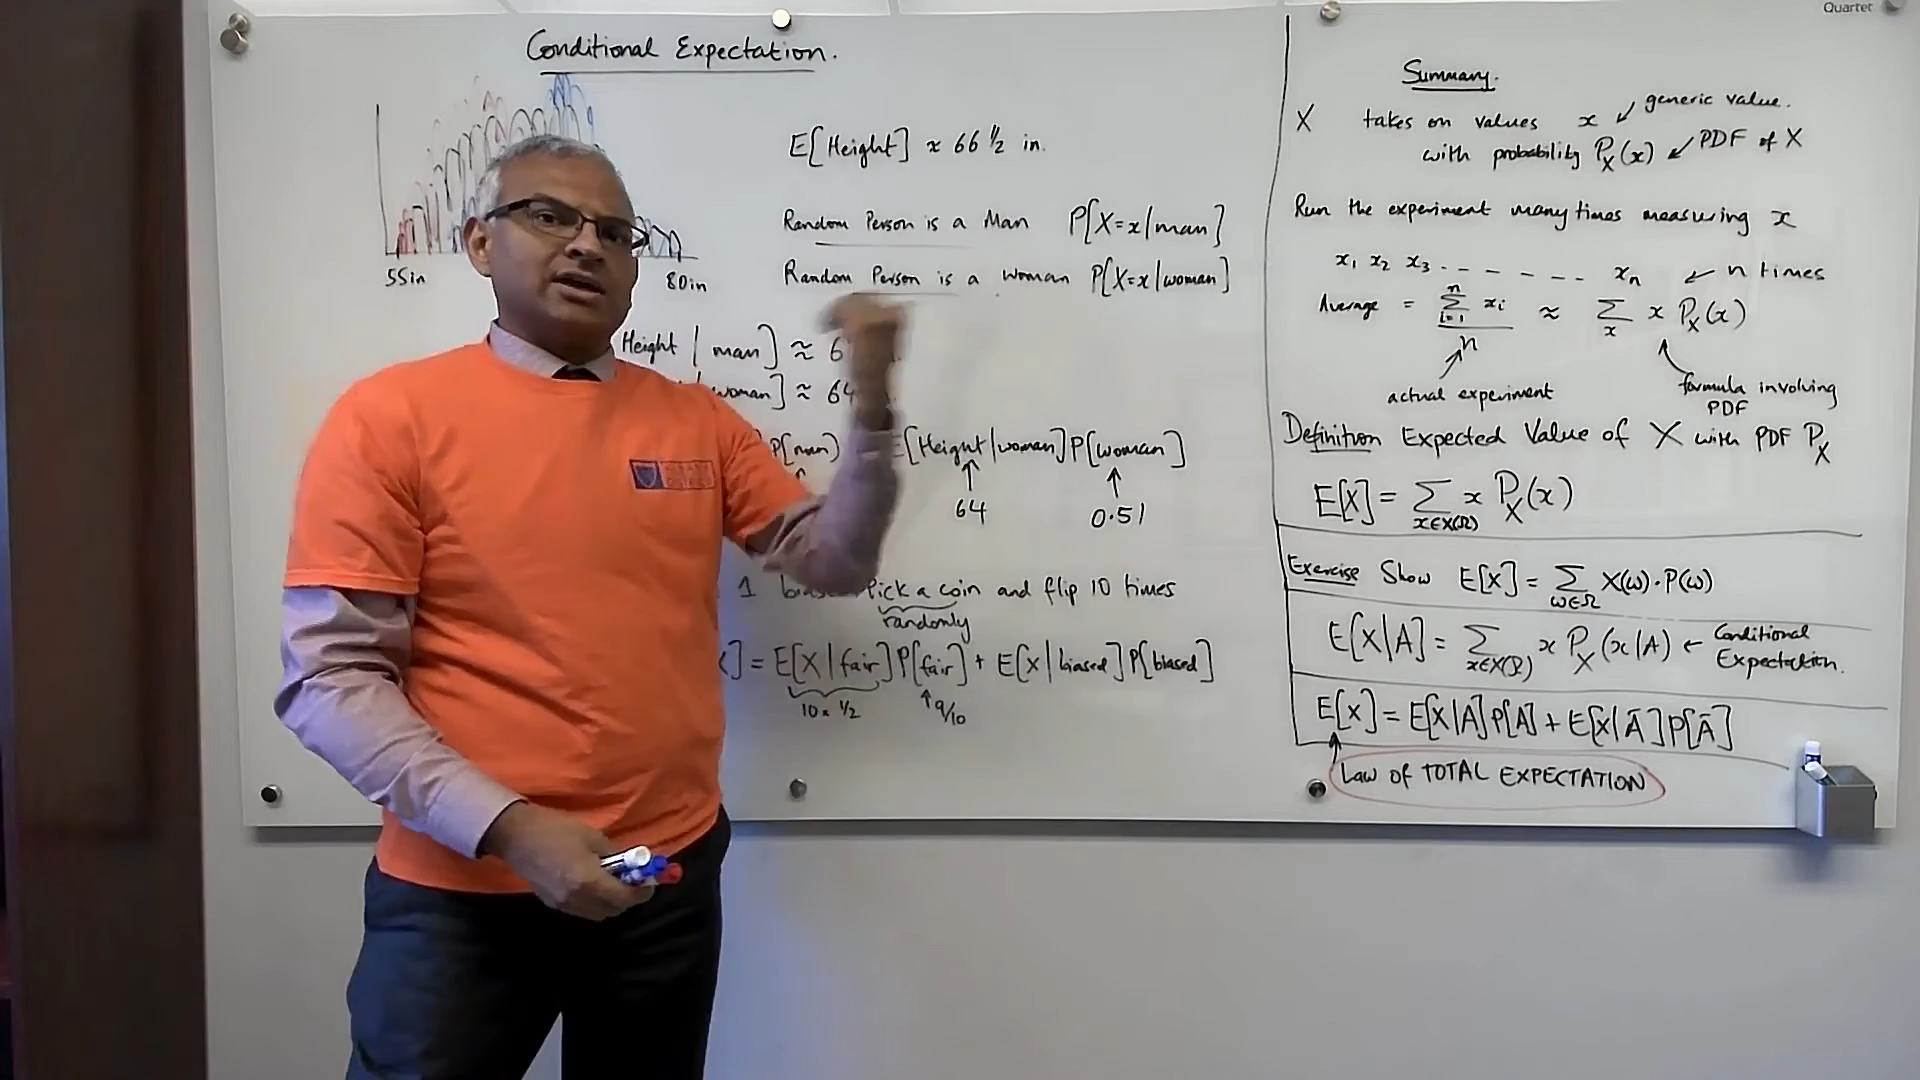 Quartet
Conditional Expectation.
55in
80in
E[Height] ≈ 66 ½ in.
Random Person is a Man P[X=x|man]
Random Person is a woman P[X=x|woman]
Height | man] ≈ 6
woman] ≈ 64
P[man) E[Height|woman]P[woman]
64
0.51
1 Pick a coin and flip 10 times
randomly
] = E[X|fair]P[fair] + E[X|biased]P[biased]
10 × ½
9/10
Summary.
generic value.
X takes on values x
with probability P_X(x) PDF of X
Run the experiment many times measuring x
x₁ x₂ x₃ . - - - - - - . x_n ← n times
Average = ∑_{i=1}^{n} x_i / n ≈ ∑_x x P_X(x)
actual experiment
formula involving
PDF
Definition Expected Value of X with PDF P_X
E[X] = ∑_{x∈X(Ω)} x P_X(x)
Exercise Show E[X] = ∑_{ω∈Ω} X(ω)·P(ω)
E[X|A] = ∑_{x∈X(Ω)} x P_X(x|A) ← Conditional
Expectation.
E[X] = E[X|A]P[A] + E[X|Ā]P[Ā]
Law of TOTAL EXPECTATION